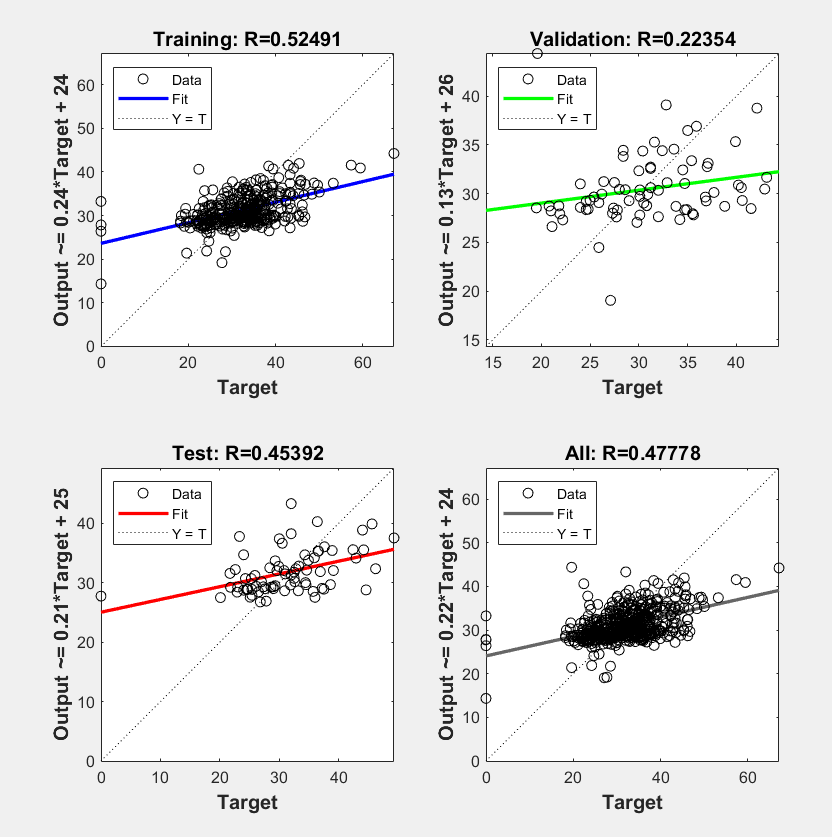 Training: R=0.52491
Output ~= 0.24*Target + 24
60
50
40
30
20
10
0
Data
Fit
Y = T
0 20 40 60
Target
Validation: R=0.22354
Output ~= 0.13*Target + 26
40
35
30
25
20
15
Data
Fit
Y = T
15 20 25 30 35 40
Target
Test: R=0.45392
Output ~= 0.21*Target + 25
40
30
20
10
0
Data
Fit
Y = T
0 10 20 30 40
Target
All: R=0.47778
Output ~= 0.22*Target + 24
60
50
40
30
20
10
0
Data
Fit
Y = T
0 20 40 60
Target